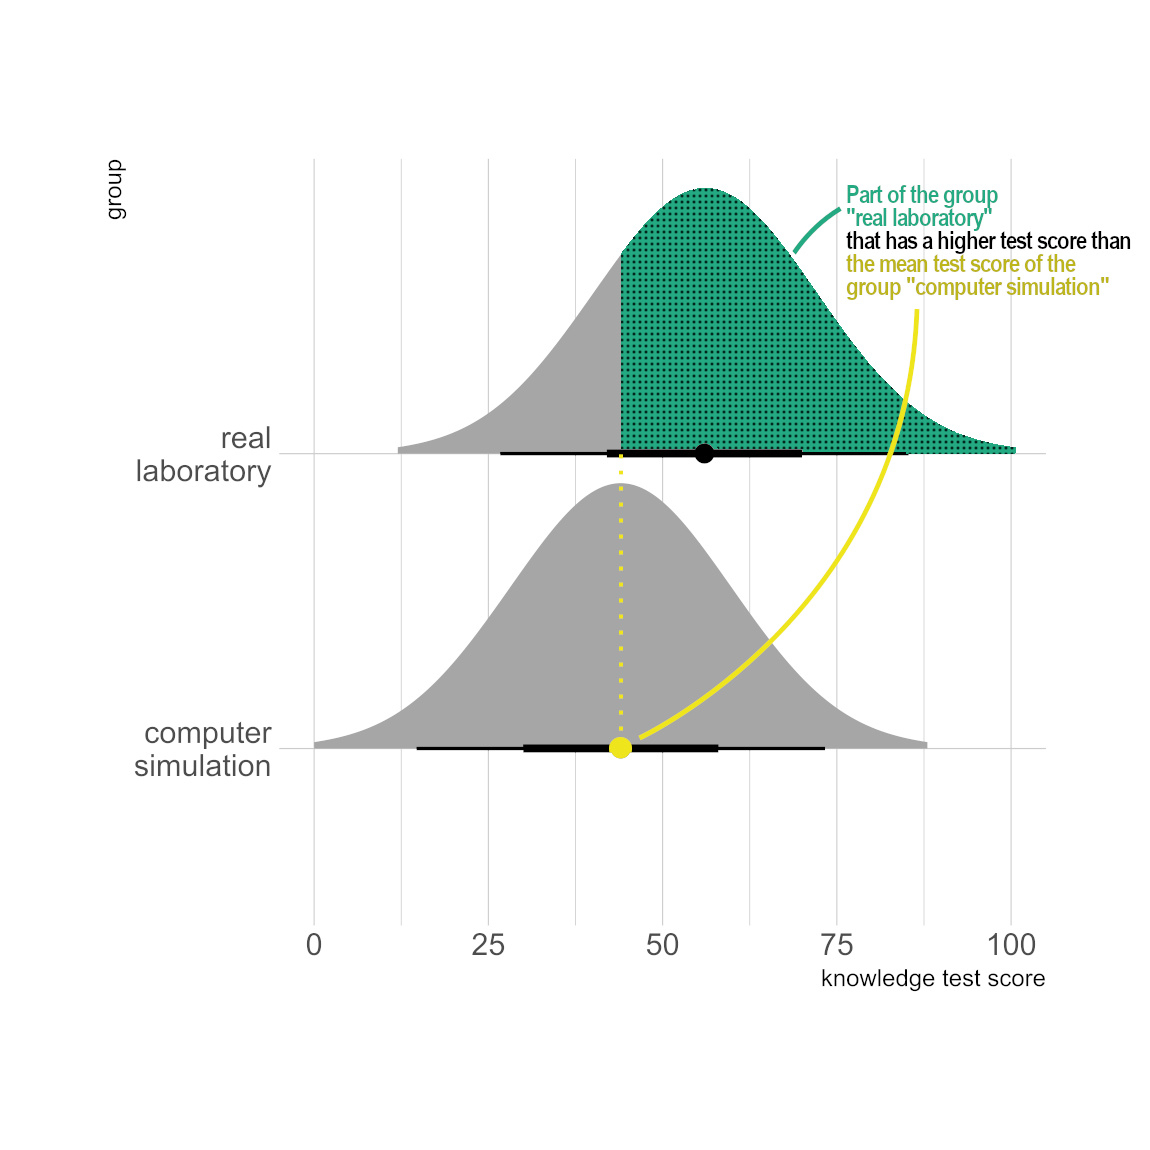 group
Part of the group
"real laboratory"
that has a higher test score than
the mean test score of the
group "computer simulation"
real
laboratory
computer
simulation
0 25 50 75 100
knowledge test score